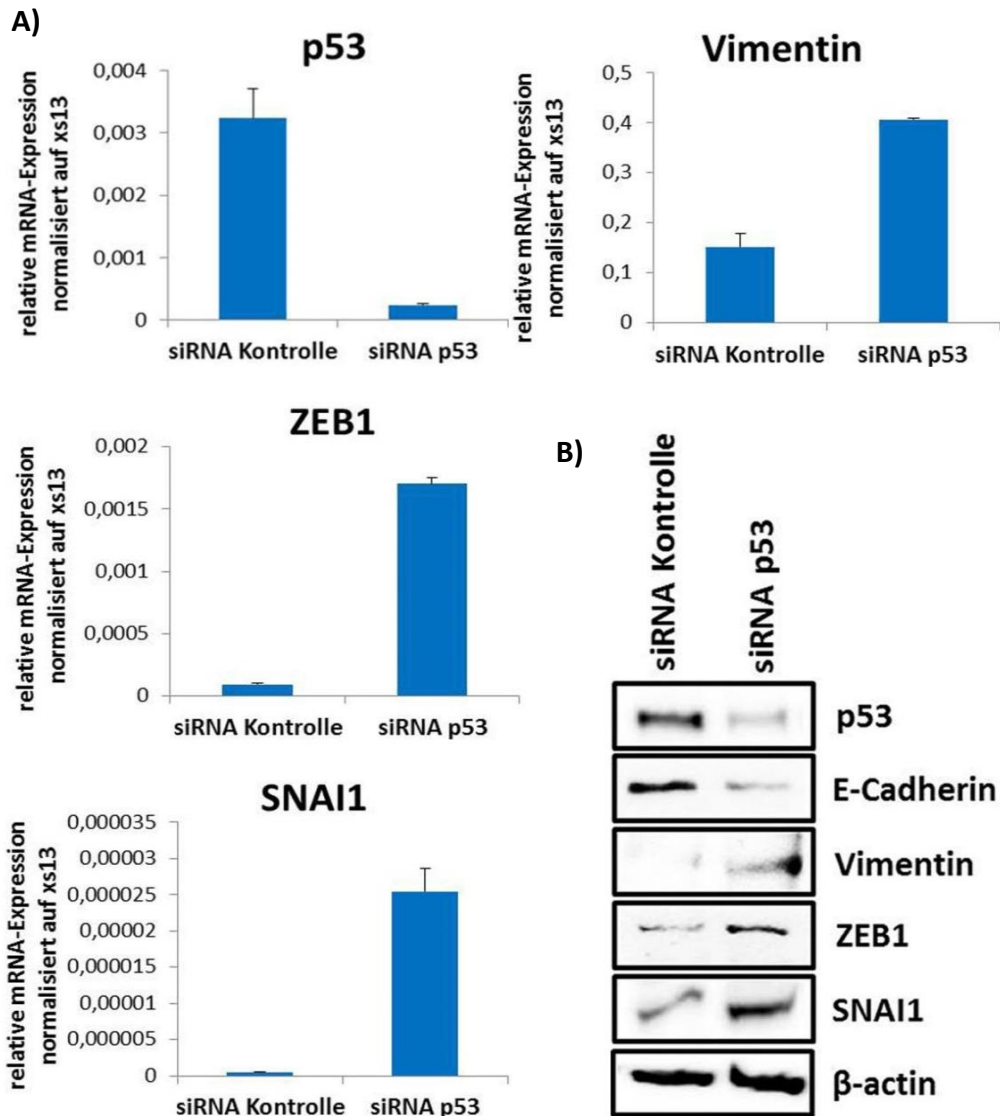 A)
p53
relative mRNA-Expression
normalisiert auf xs13
0,004
0,003
0,002
0,001
0
siRNA Kontrolle
siRNA p53
Vimentin
relative mRNA-Expression
normalisiert auf xs13
0,5
0,4
0,3
0,2
0,1
0
siRNA Kontrolle
siRNA p53
ZEB1
relative mRNA-Expression
normalisiert auf xs13
0,002
0,0015
0,001
0,0005
0
siRNA Kontrolle
siRNA p53
SNAI1
relative mRNA-Expression
normalisiert auf xs13
0,000035
0,00003
0,000025
0,00002
0,000015
0,00001
0,000005
0
siRNA Kontrolle
siRNA p53
B)
siRNA Kontrolle
siRNA p53
p53
E-Cadherin
Vimentin
ZEB1
SNAI1
β-actin